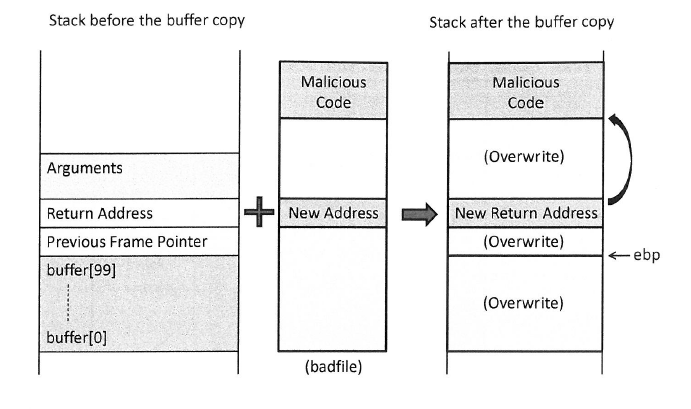 Stack before the buffer copy
Stack after the buffer copy
Malicious
Code
Malicious
Code
Arguments
(Overwrite)
Return Address
New Address
New Return Address
Previous Frame Pointer
(Overwrite)
ebp
buffer[99]
(Overwrite)
buffer[0]
(badfile)